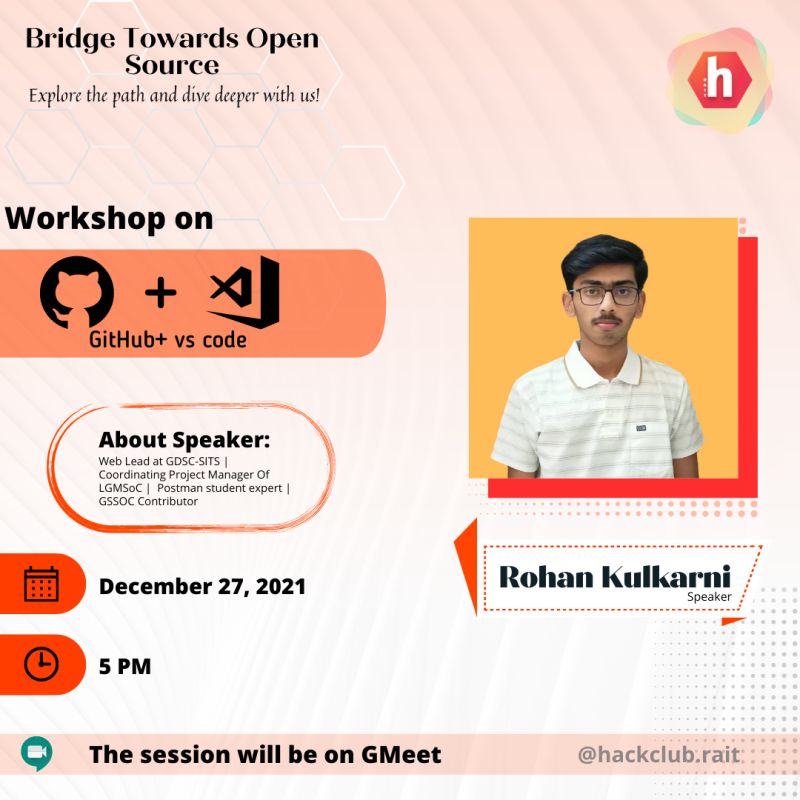 Bridge Towards Open
Source
Explore the path and dive deeper with us!
h
Workshop on
GitHub+ vs code
About Speaker:
Web Lead at GDSC-SITS |
Coordinating Project Manager Of
LGMSoC | Postman student expert |
GSSOC Contributor
December 27, 2021
5 PM
Rohan Kulkarni
Speaker
The session will be on GMeet
@hackclub.rait